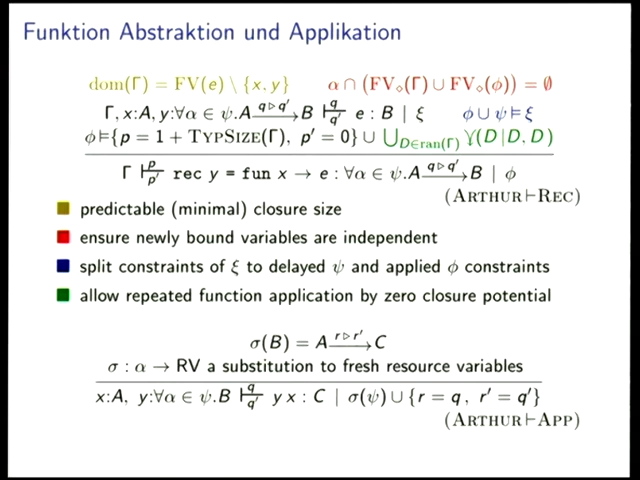 Funktion Abstraktion und Applikation
dom(Γ) = FV(e) \ {x, y} α ∩ (FV⋄(Γ) ∪ FV⋄(ϕ)) = ∅
Γ, x:A, y:∀α ∈ ψ.A —q▷q′→ B ⊢q/q′ e : B | ξ ϕ ∪ ψ ⊨ ξ
ϕ ⊨ {p = 1 + TypSize(Γ), p′ = 0} ∪ ⋃D∈ran(Γ) Y(D | D, D)
Γ ⊢p/p′ rec y = fun x → e : ∀α ∈ ψ.A —q▷q′→ B | ϕ
(Arthur⊢Rec)
predictable (minimal) closure size
ensure newly bound variables are independent
split constraints of ξ to delayed ψ and applied ϕ constraints
allow repeated function application by zero closure potential
σ(B) = A —r▷r′→ C
σ : α → RV a substitution to fresh resource variables
x:A, y:∀α ∈ ψ.B ⊢q/q′ y x : C | σ(ψ) ∪ {r = q , r′ = q′}
(Arthur⊢App)